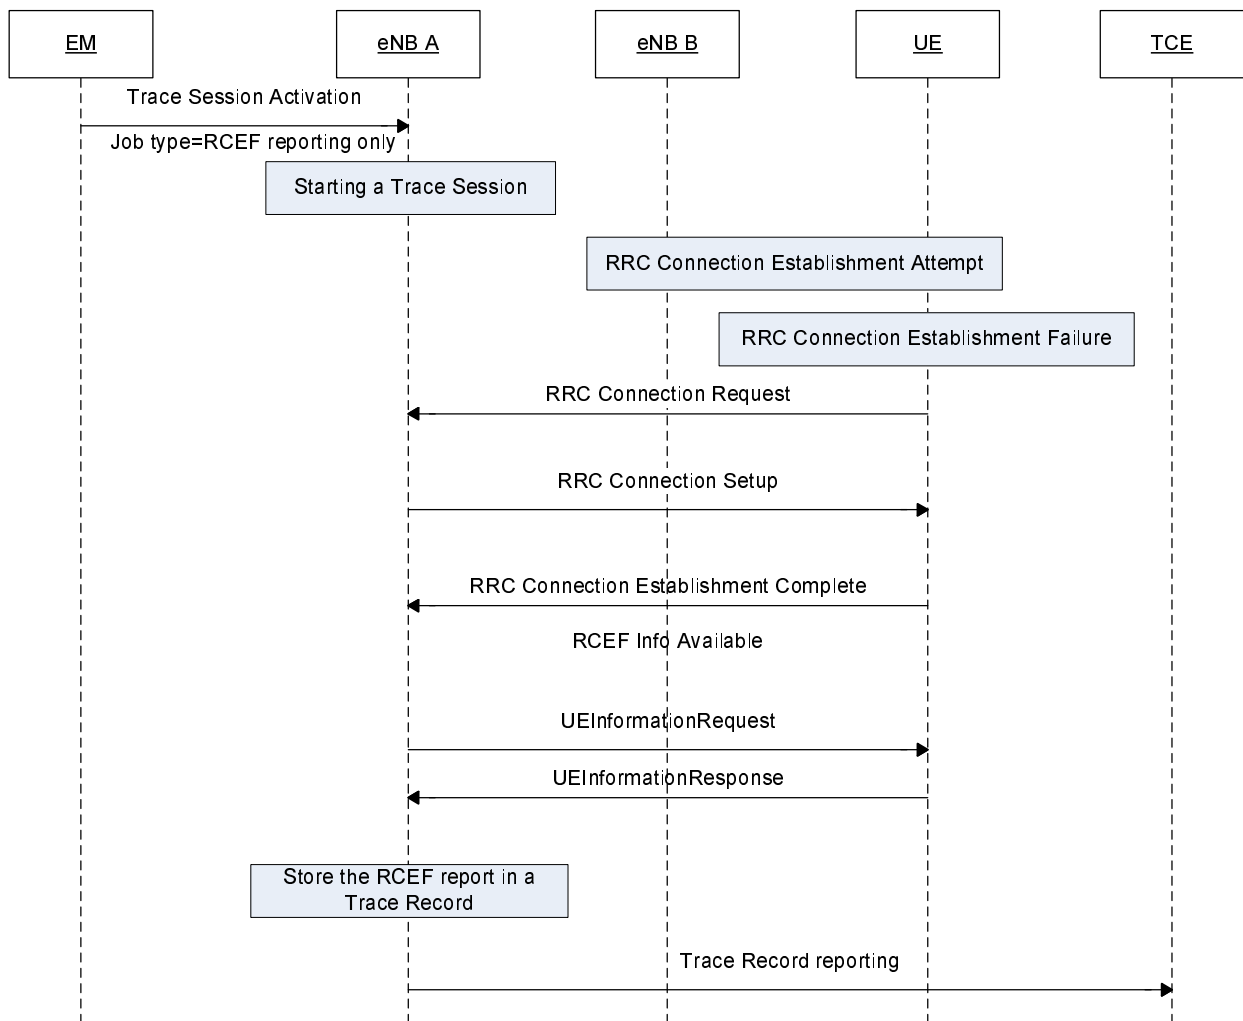 EM
eNB A
eNB B
UE
TCE
Trace Session Activation
Job type=RCEF reporting only
Starting a Trace Session
RRC Connection Establishment Attempt
RRC Connection Establishment Failure
RRC Connection Request
RRC Connection Setup
RRC Connection Establishment Complete
RCEF Info Available
UEInformationRequest
UEInformationResponse
Store the RCEF report in a
Trace Record
Trace Record reporting